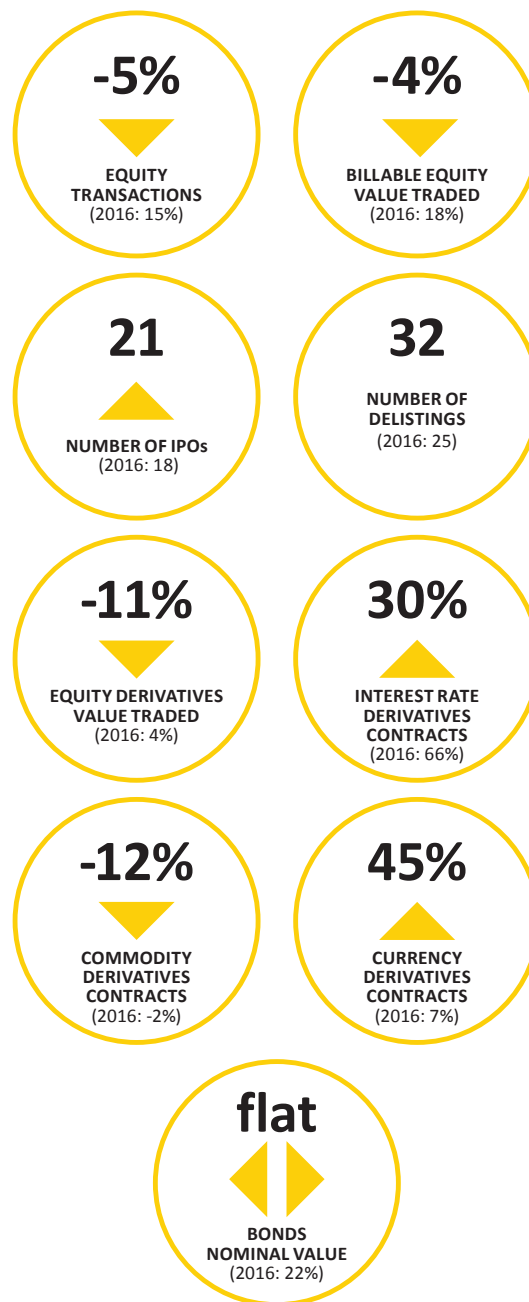 -5%
EQUITY
TRANSACTIONS
(2016: 15%)
-4%
BILLABLE EQUITY
VALUE TRADED
(2016: 18%)
21
NUMBER OF IPOs
(2016: 18)
32
NUMBER OF
DELISTINGS
(2016: 25)
-11%
EQUITY DERIVATIVES
VALUE TRADED
(2016: 4%)
30%
INTEREST RATE
DERIVATIVES
CONTRACTS
(2016: 66%)
-12%
COMMODITY
DERIVATIVES
CONTRACTS
(2016: -2%)
45%
CURRENCY
DERIVATIVES
CONTRACTS
(2016: 7%)
flat
BONDS
NOMINAL VALUE
(2016: 22%)